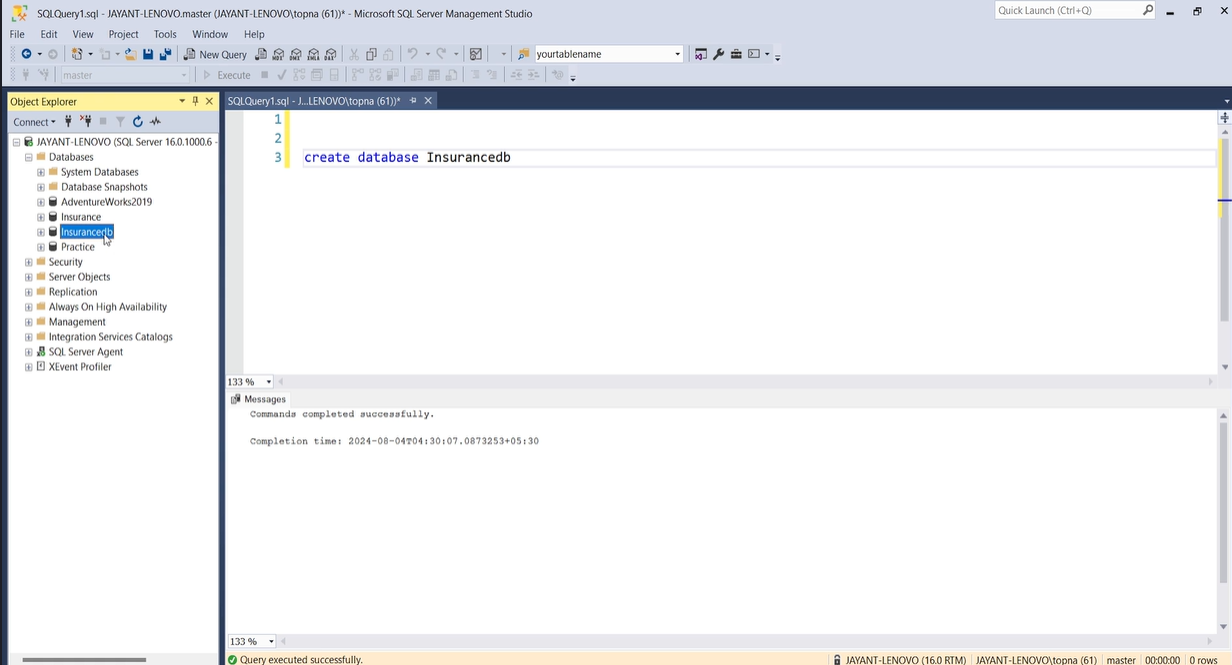 SQLQuery1.sql - JAYANT-LENOVO.master (JAYANT-LENOVO\topna (61))* - Microsoft SQL Server Management Studio
Quick Launch (Ctrl+Q)
File Edit View Project Tools Window Help
New Query
yourtablename
master
Execute
Object Explorer
SQLQuery1.sql - J...LENOVO\topna (61))*
Connect
JAYANT-LENOVO (SQL Server 16.0.1000.6 -
Databases
System Databases
Database Snapshots
AdventureWorks2019
Insurance
Insurancedb
Practice
Security
Server Objects
Replication
Always On High Availability
Management
Integration Services Catalogs
SQL Server Agent
XEvent Profiler
1
2
3 create database Insurancedb
133 %
Messages
Commands completed successfully.
Completion time: 2024-08-04T04:30:07.0873253+05:30
133 %
Query executed successfully.
JAYANT-LENOVO (16.0 RTM) JAYANT-LENOVO\topna (61) master 00:00:00 0 rows